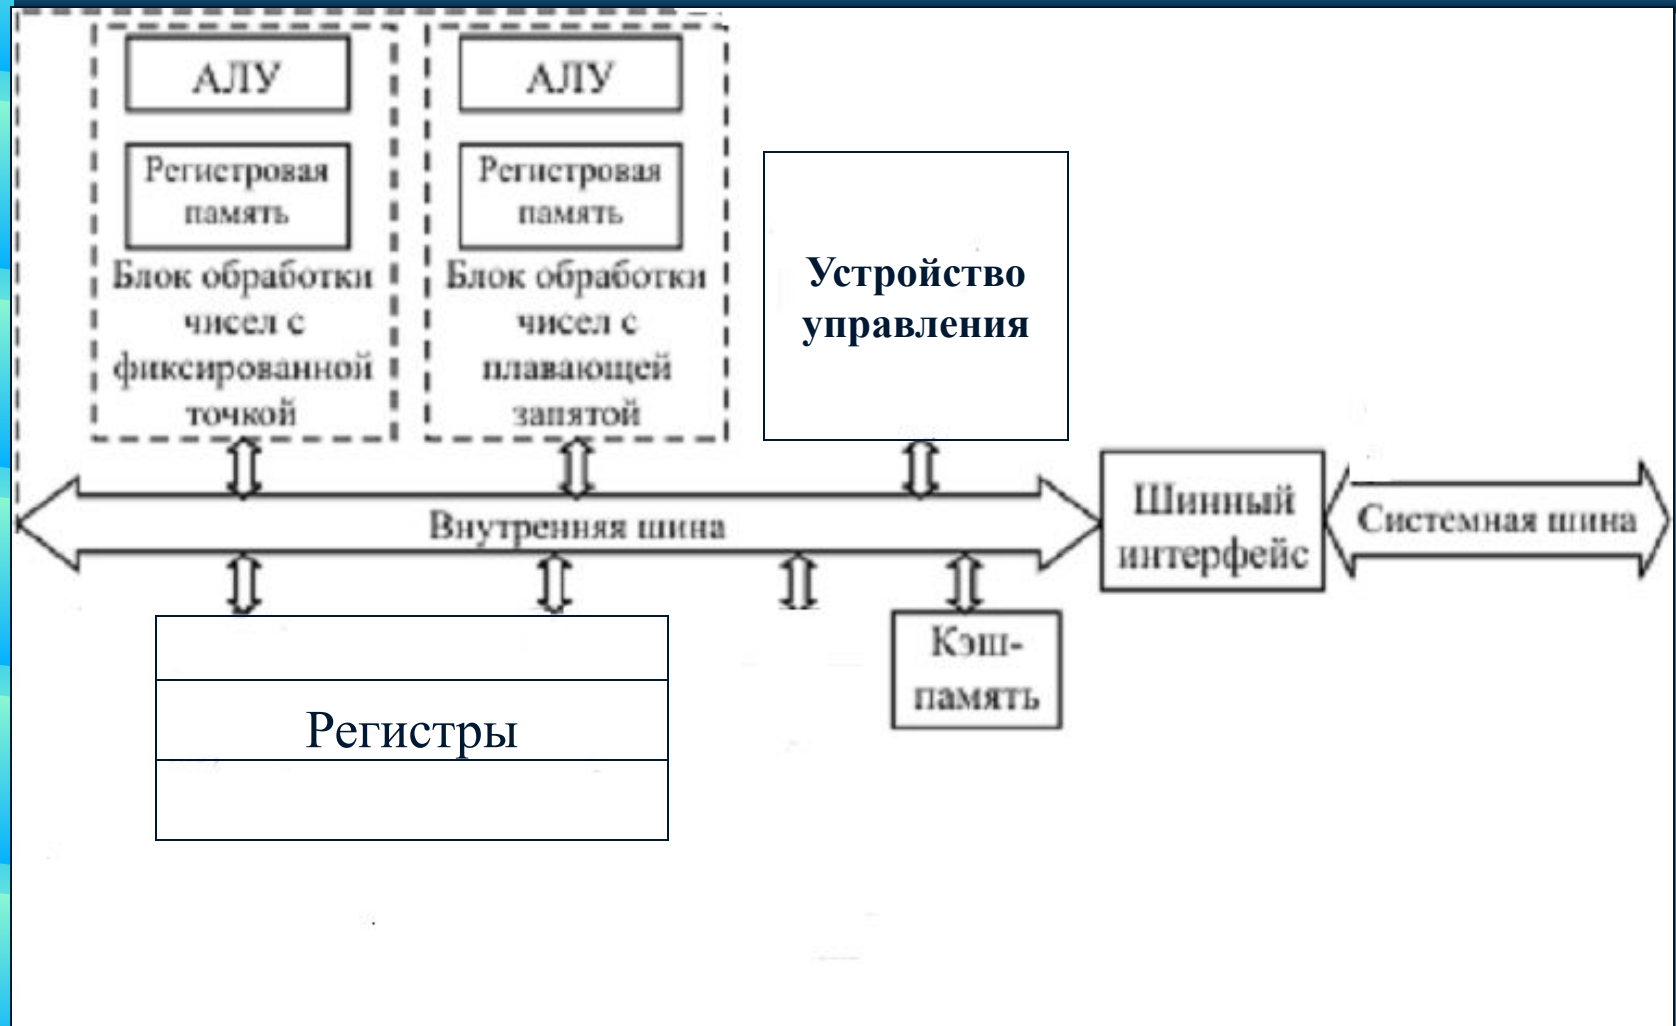 АЛУ
Регистровая
память
Блок обработки
чисел с
фиксированной
точкой
АЛУ
Регистровая
память
Блок обработки
чисел с
плавающей
запятой
Устройство
управления
Внутренняя шина
Шинный
интерфейс
Системная шина
Регистры
Кэш-
память